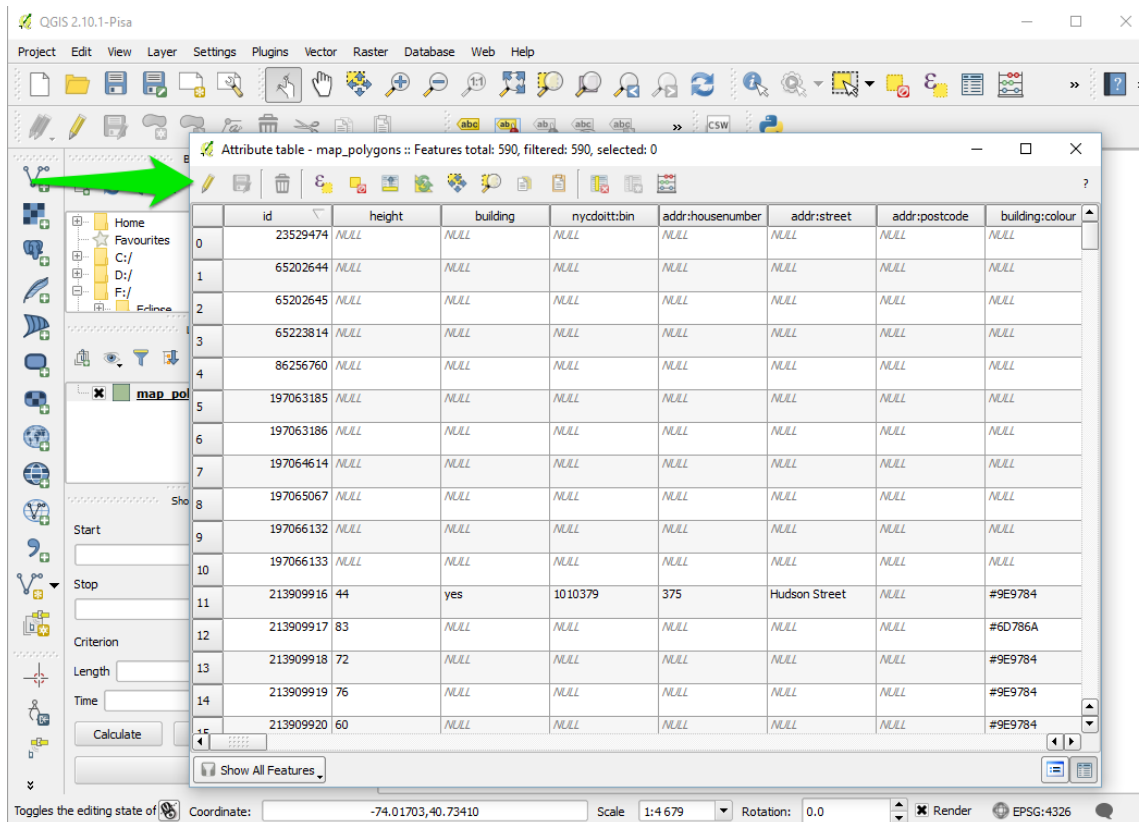 QGIS 2.10.1-Pisa
Project Edit View Layer Settings Plugins Vector Raster Database Web Help
1:1 ε » ?
abc abc abc abc abc » CSW
Attribute table - map_polygons :: Features total: 590, filtered: 590, selected: 0
ε ?
id height building nycdoitt:bin addr:housenumber addr:street addr:postcode building:colour
0 23529474 NULL NULL NULL NULL NULL NULL NULL
1 65202644 NULL NULL NULL NULL NULL NULL NULL
2 65202645 NULL NULL NULL NULL NULL NULL NULL
3 65223814 NULL NULL NULL NULL NULL NULL NULL
4 86256760 NULL NULL NULL NULL NULL NULL NULL
5 197063185 NULL NULL NULL NULL NULL NULL NULL
6 197063186 NULL NULL NULL NULL NULL NULL NULL
7 197064614 NULL NULL NULL NULL NULL NULL NULL
8 197065067 NULL NULL NULL NULL NULL NULL NULL
9 197066132 NULL NULL NULL NULL NULL NULL NULL
10 197066133 NULL NULL NULL NULL NULL NULL NULL
11 213909916 44 yes 1010379 375 Hudson Street NULL #9E9784
12 213909917 83 NULL NULL NULL NULL NULL #6D786A
13 213909918 72 NULL NULL NULL NULL NULL #9E9784
14 213909919 76 NULL NULL NULL NULL NULL #9E9784
15 213909920 60 NULL NULL NULL NULL NULL #9E9784
Show All Features
Home
Favourites
C:/
D:/
F:/
Eclipse
map_pol
Sho
Start
Stop
Criterion
Length
Time
Calculate
Toggles the editing state of Coordinate: -74.01703,40.73410 Scale 1:4 679 Rotation: 0.0 Render EPSG:4326